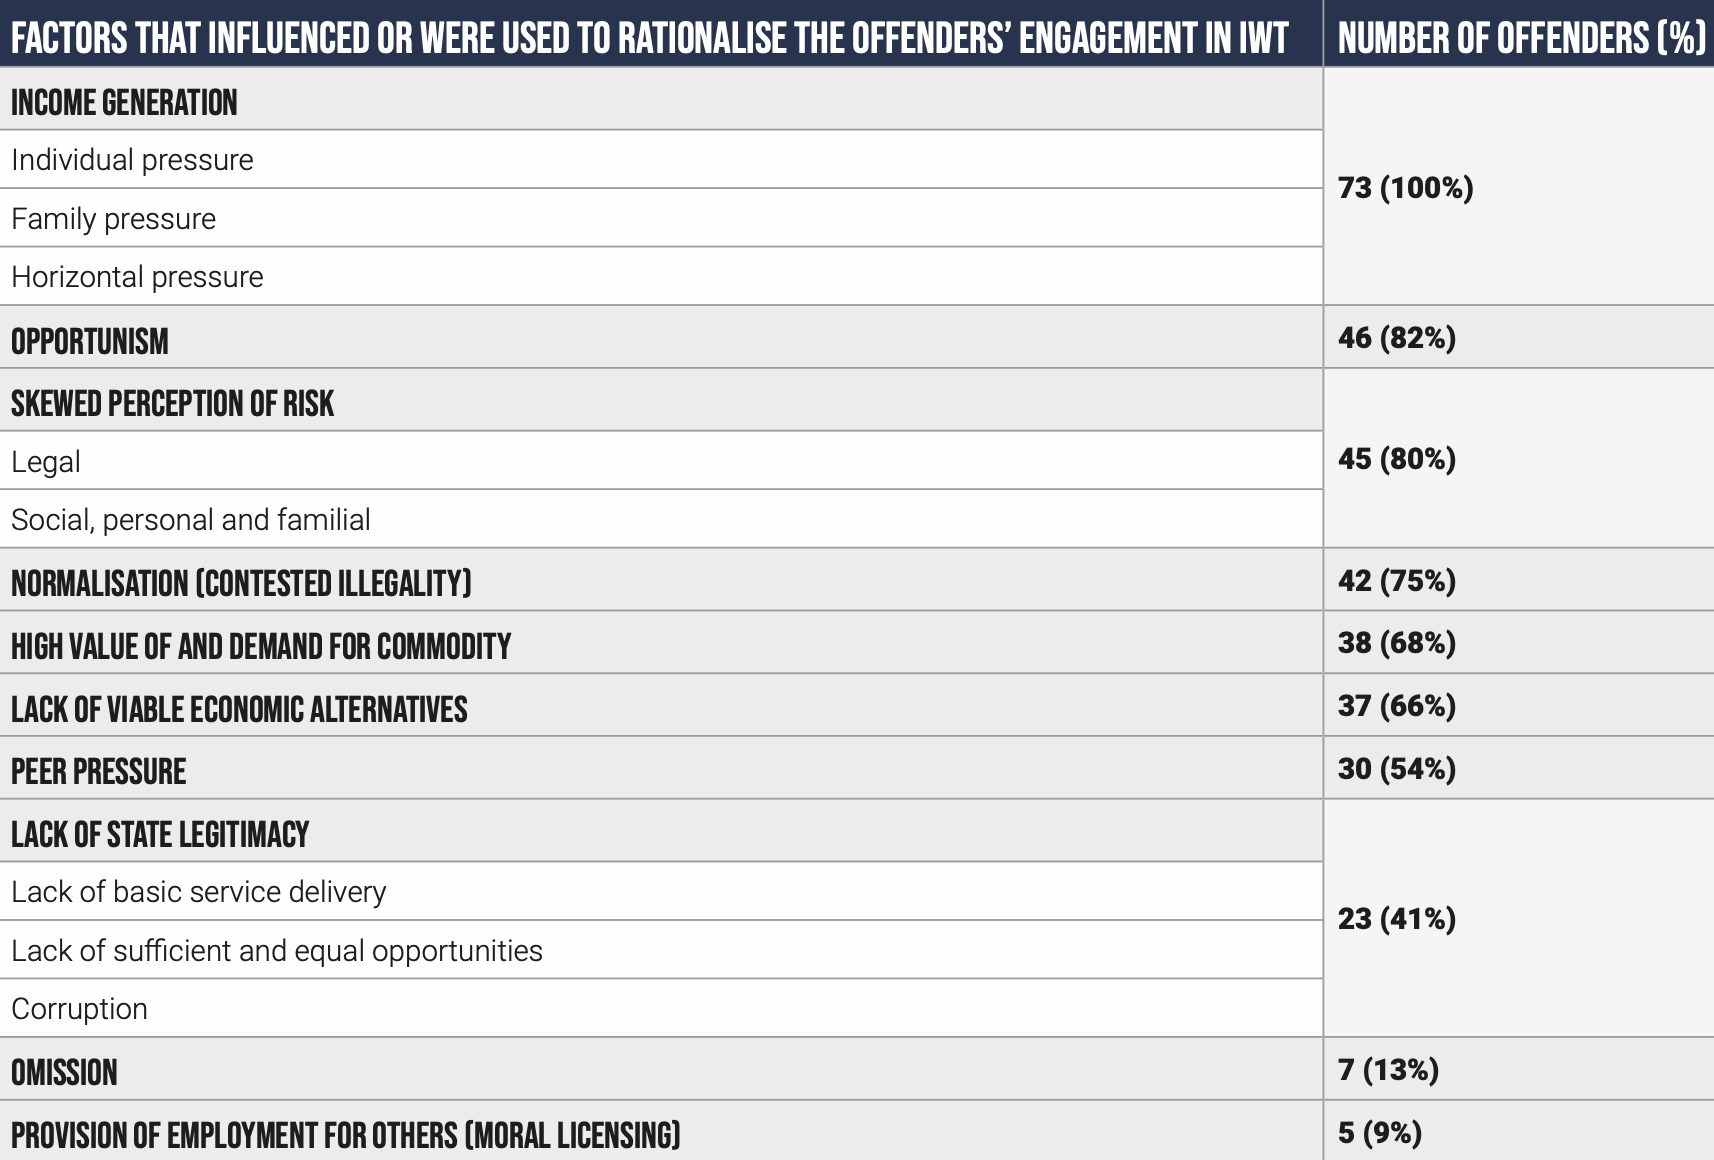 FACTORS THAT INFLUENCED OR WERE USED TO RATIONALISE THE OFFENDERS’ ENGAGEMENT IN IWT
NUMBER OF OFFENDERS (%)
INCOME GENERATION
Individual pressure
Family pressure
Horizontal pressure
73 (100%)
OPPORTUNISM
46 (82%)
SKEWED PERCEPTION OF RISK
Legal
Social, personal and familial
45 (80%)
NORMALISATION (CONTESTED ILLEGALITY)
42 (75%)
HIGH VALUE OF AND DEMAND FOR COMMODITY
38 (68%)
LACK OF VIABLE ECONOMIC ALTERNATIVES
37 (66%)
PEER PRESSURE
30 (54%)
LACK OF STATE LEGITIMACY
Lack of basic service delivery
Lack of sufficient and equal opportunities
Corruption
23 (41%)
OMISSION
7 (13%)
PROVISION OF EMPLOYMENT FOR OTHERS (MORAL LICENSING)
5 (9%)